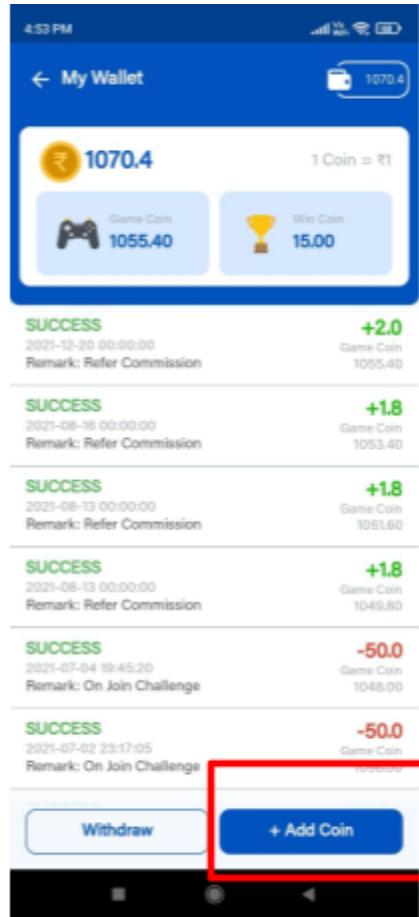 4:53 PM
← My Wallet
1070.4
1070.4
1 Coin = ₹1
Game Coin
1055.40
Win Coin
15.00
SUCCESS
+2.0
2021-12-20 00:00:00
Game Coin
Remark: Refer Commission
1055.40
SUCCESS
+1.8
2021-08-16 00:00:00
Game Coin
Remark: Refer Commission
1053.40
SUCCESS
+1.8
2021-08-13 00:00:00
Game Coin
Remark: Refer Commission
1051.60
SUCCESS
+1.8
2021-08-13 00:00:00
Game Coin
Remark: Refer Commission
1049.80
SUCCESS
-50.0
2021-07-04 19:45:20
Game Coin
Remark: On Join Challenge
1048.00
SUCCESS
-50.0
2021-07-02 23:17:05
Game Coin
Remark: On Join Challenge
Withdraw
+ Add Coin